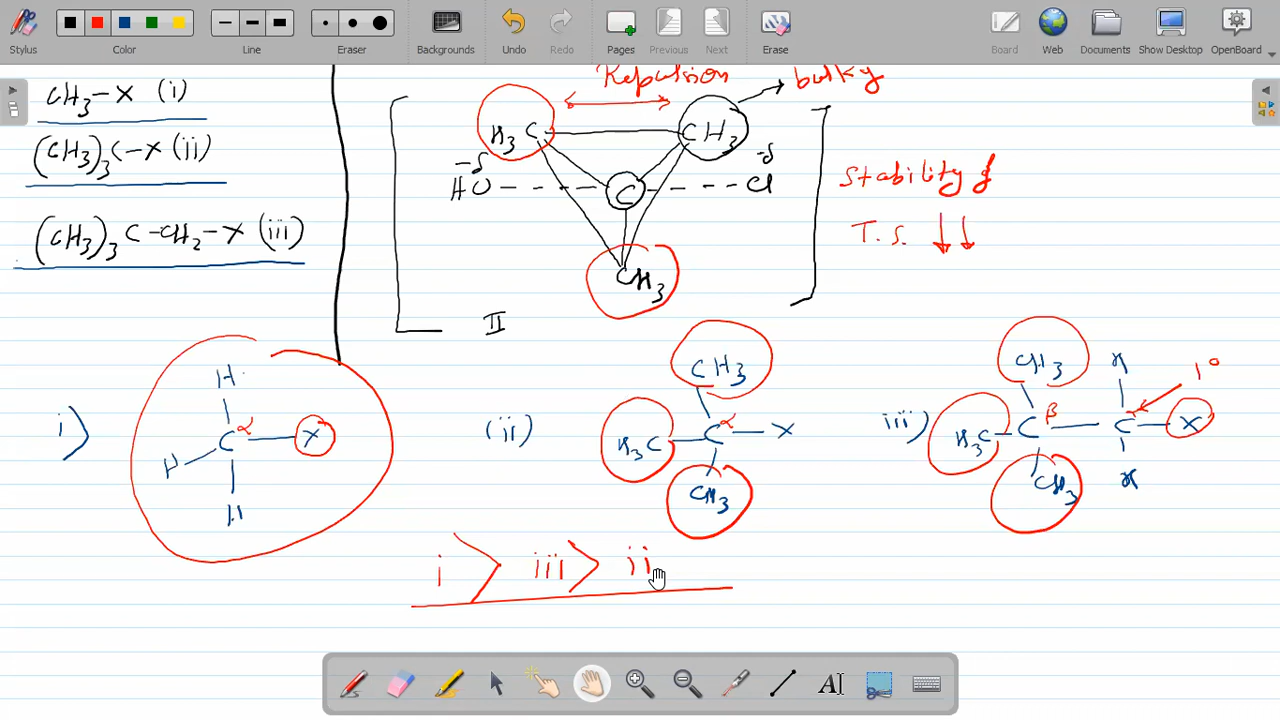 Stylus
Color
Line
Eraser
Backgrounds
Undo
Redo
Pages
Previous
Next
Erase
Board
Web
Documents
Show Desktop
OpenBoard
CH3-X (i)
(CH3)3C-X (ii)
(CH3)3C-CH2-X (iii)
Repulsion
bulky
H3C CH3
-δ -δ
HO C Cl
CH3
II
Stability of
T.S. ↓↓
i)
H
C α X
H
H
(ii)
CH3
H3C C α X
CH3
iii)
CH3 H 1°
H3C C β C X
CH3 H
i > iii > ii
AI